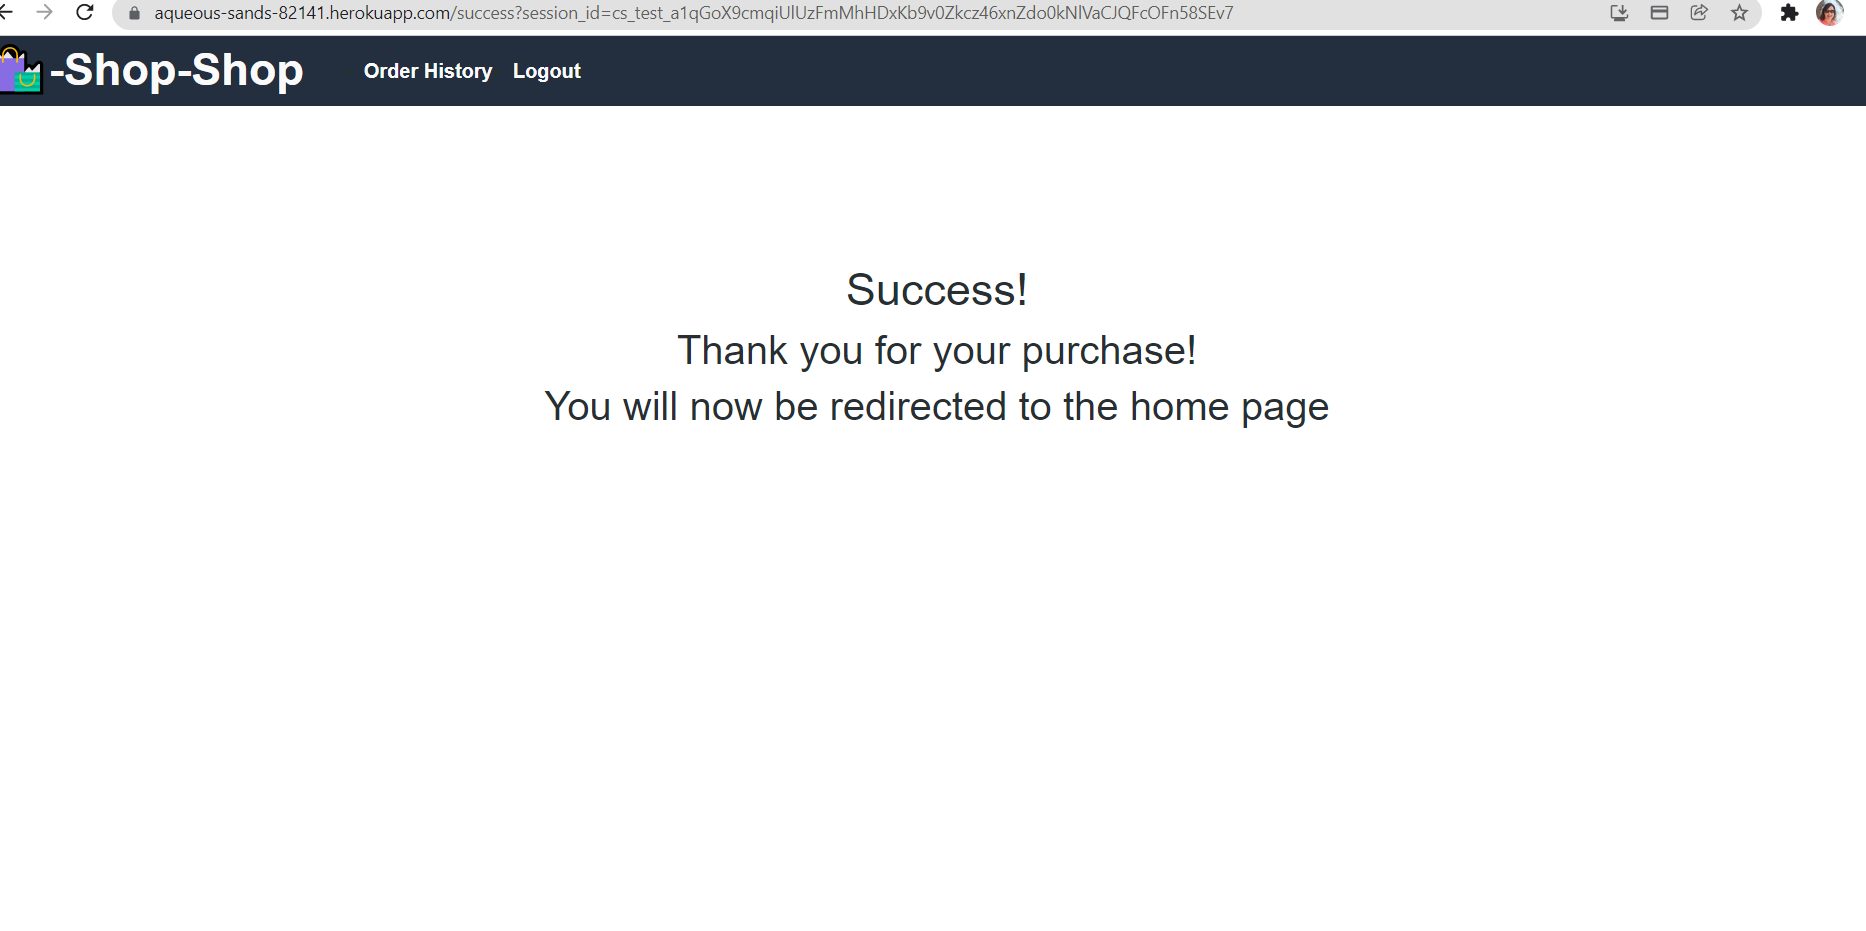 aqueous-sands-82141.herokuapp.com/success?session_id=cs_test_a1qGoX9cmqiUlUzFmMhHDxKb9v0Zkcz46xnZdo0kNlVaCJQFcOFn58SEv7
-Shop-Shop Order History Logout
Success!
Thank you for your purchase!
You will now be redirected to the home page